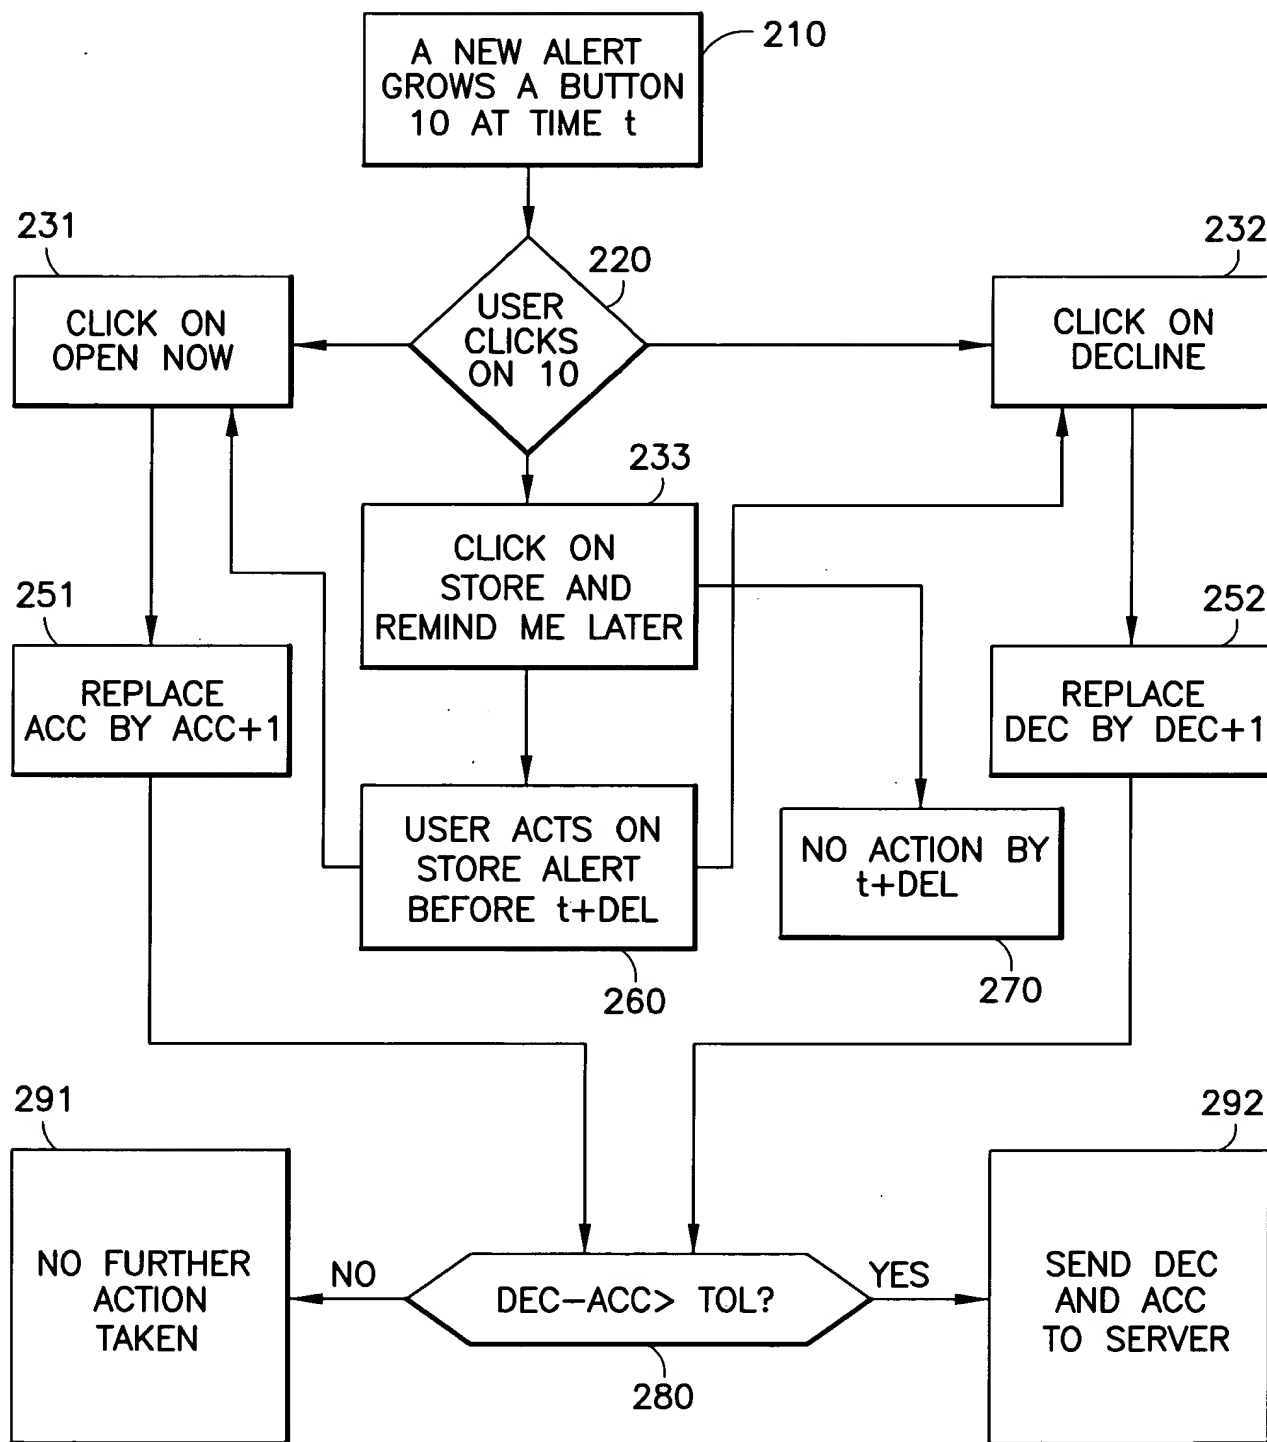 210
A NEW ALERT
GROWS A BUTTON
10 AT TIME t
231
220
232
CLICK ON
OPEN NOW
USER
CLICKS
ON 10
CLICK ON
DECLINE
233
CLICK ON
STORE AND
REMIND ME LATER
251
252
REPLACE
ACC BY ACC+1
REPLACE
DEC BY DEC+1
USER ACTS ON
STORE ALERT
BEFORE t+DEL
NO ACTION BY
t+DEL
260
270
291
292
NO FURTHER
ACTION
TAKEN
NO
DEC-ACC> TOL?
YES
SEND DEC
AND ACC
TO SERVER
280